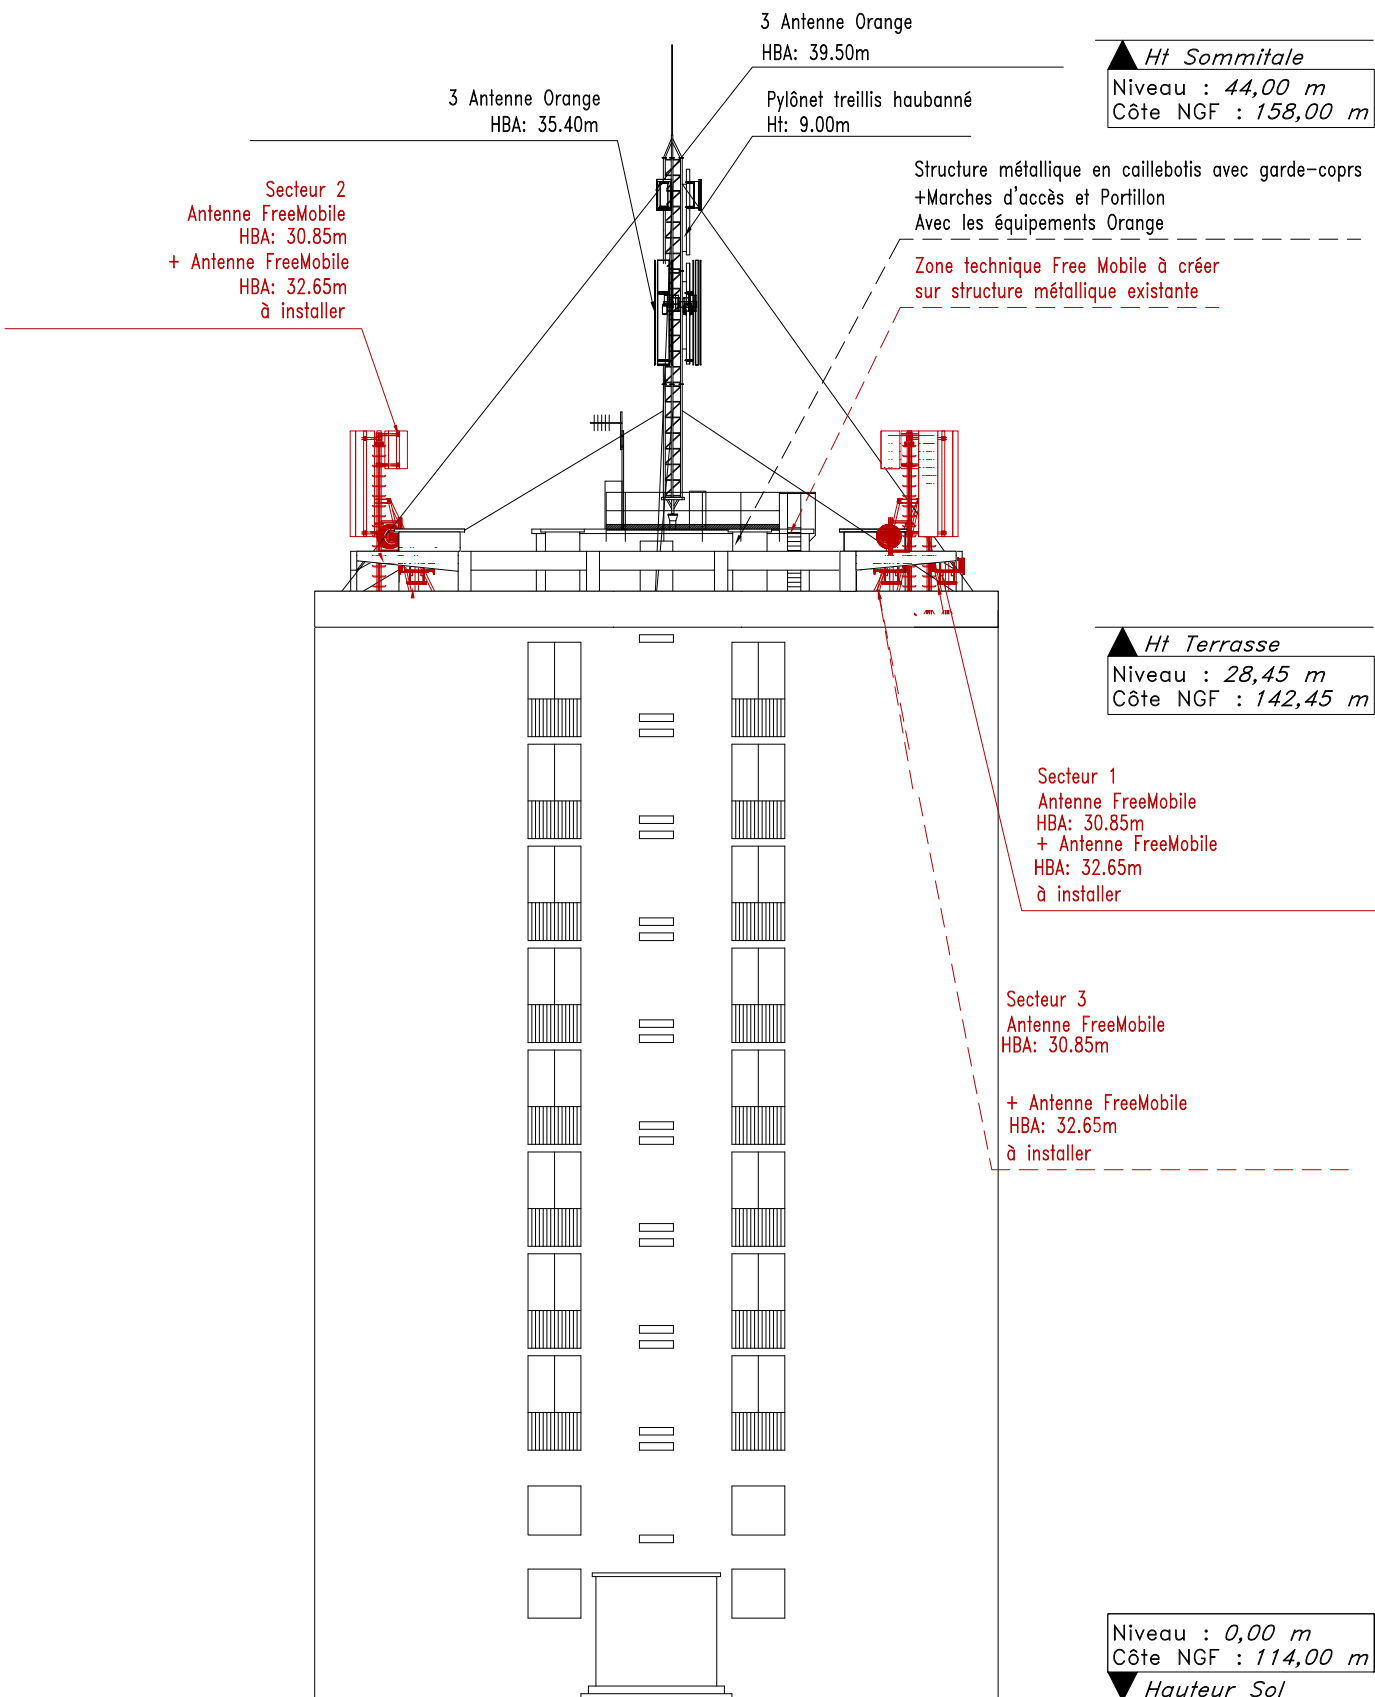 3 Antenne Orange
HBA: 39.50m
Ht Sommitale
Niveau : 44,00 m
Côte NGF : 158,00 m
3 Antenne Orange
HBA: 35.40m
Pylônet treillis haubanné
Ht: 9.00m
Structure métallique en caillebotis avec garde-coprs
+Marches d'accès et Portillon
Avec les équipements Orange
Secteur 2
Antenne FreeMobile
HBA: 30.85m
+ Antenne FreeMobile
HBA: 32.65m
à installer
Zone technique Free Mobile à créer
sur structure métallique existante
Ht Terrasse
Niveau : 28,45 m
Côte NGF : 142,45 m
Secteur 1
Antenne FreeMobile
HBA: 30.85m
+ Antenne FreeMobile
HBA: 32.65m
à installer
Secteur 3
Antenne FreeMobile
HBA: 30.85m
+ Antenne FreeMobile
HBA: 32.65m
à installer
Niveau : 0,00 m
Côte NGF : 114,00 m
Hauteur Sol